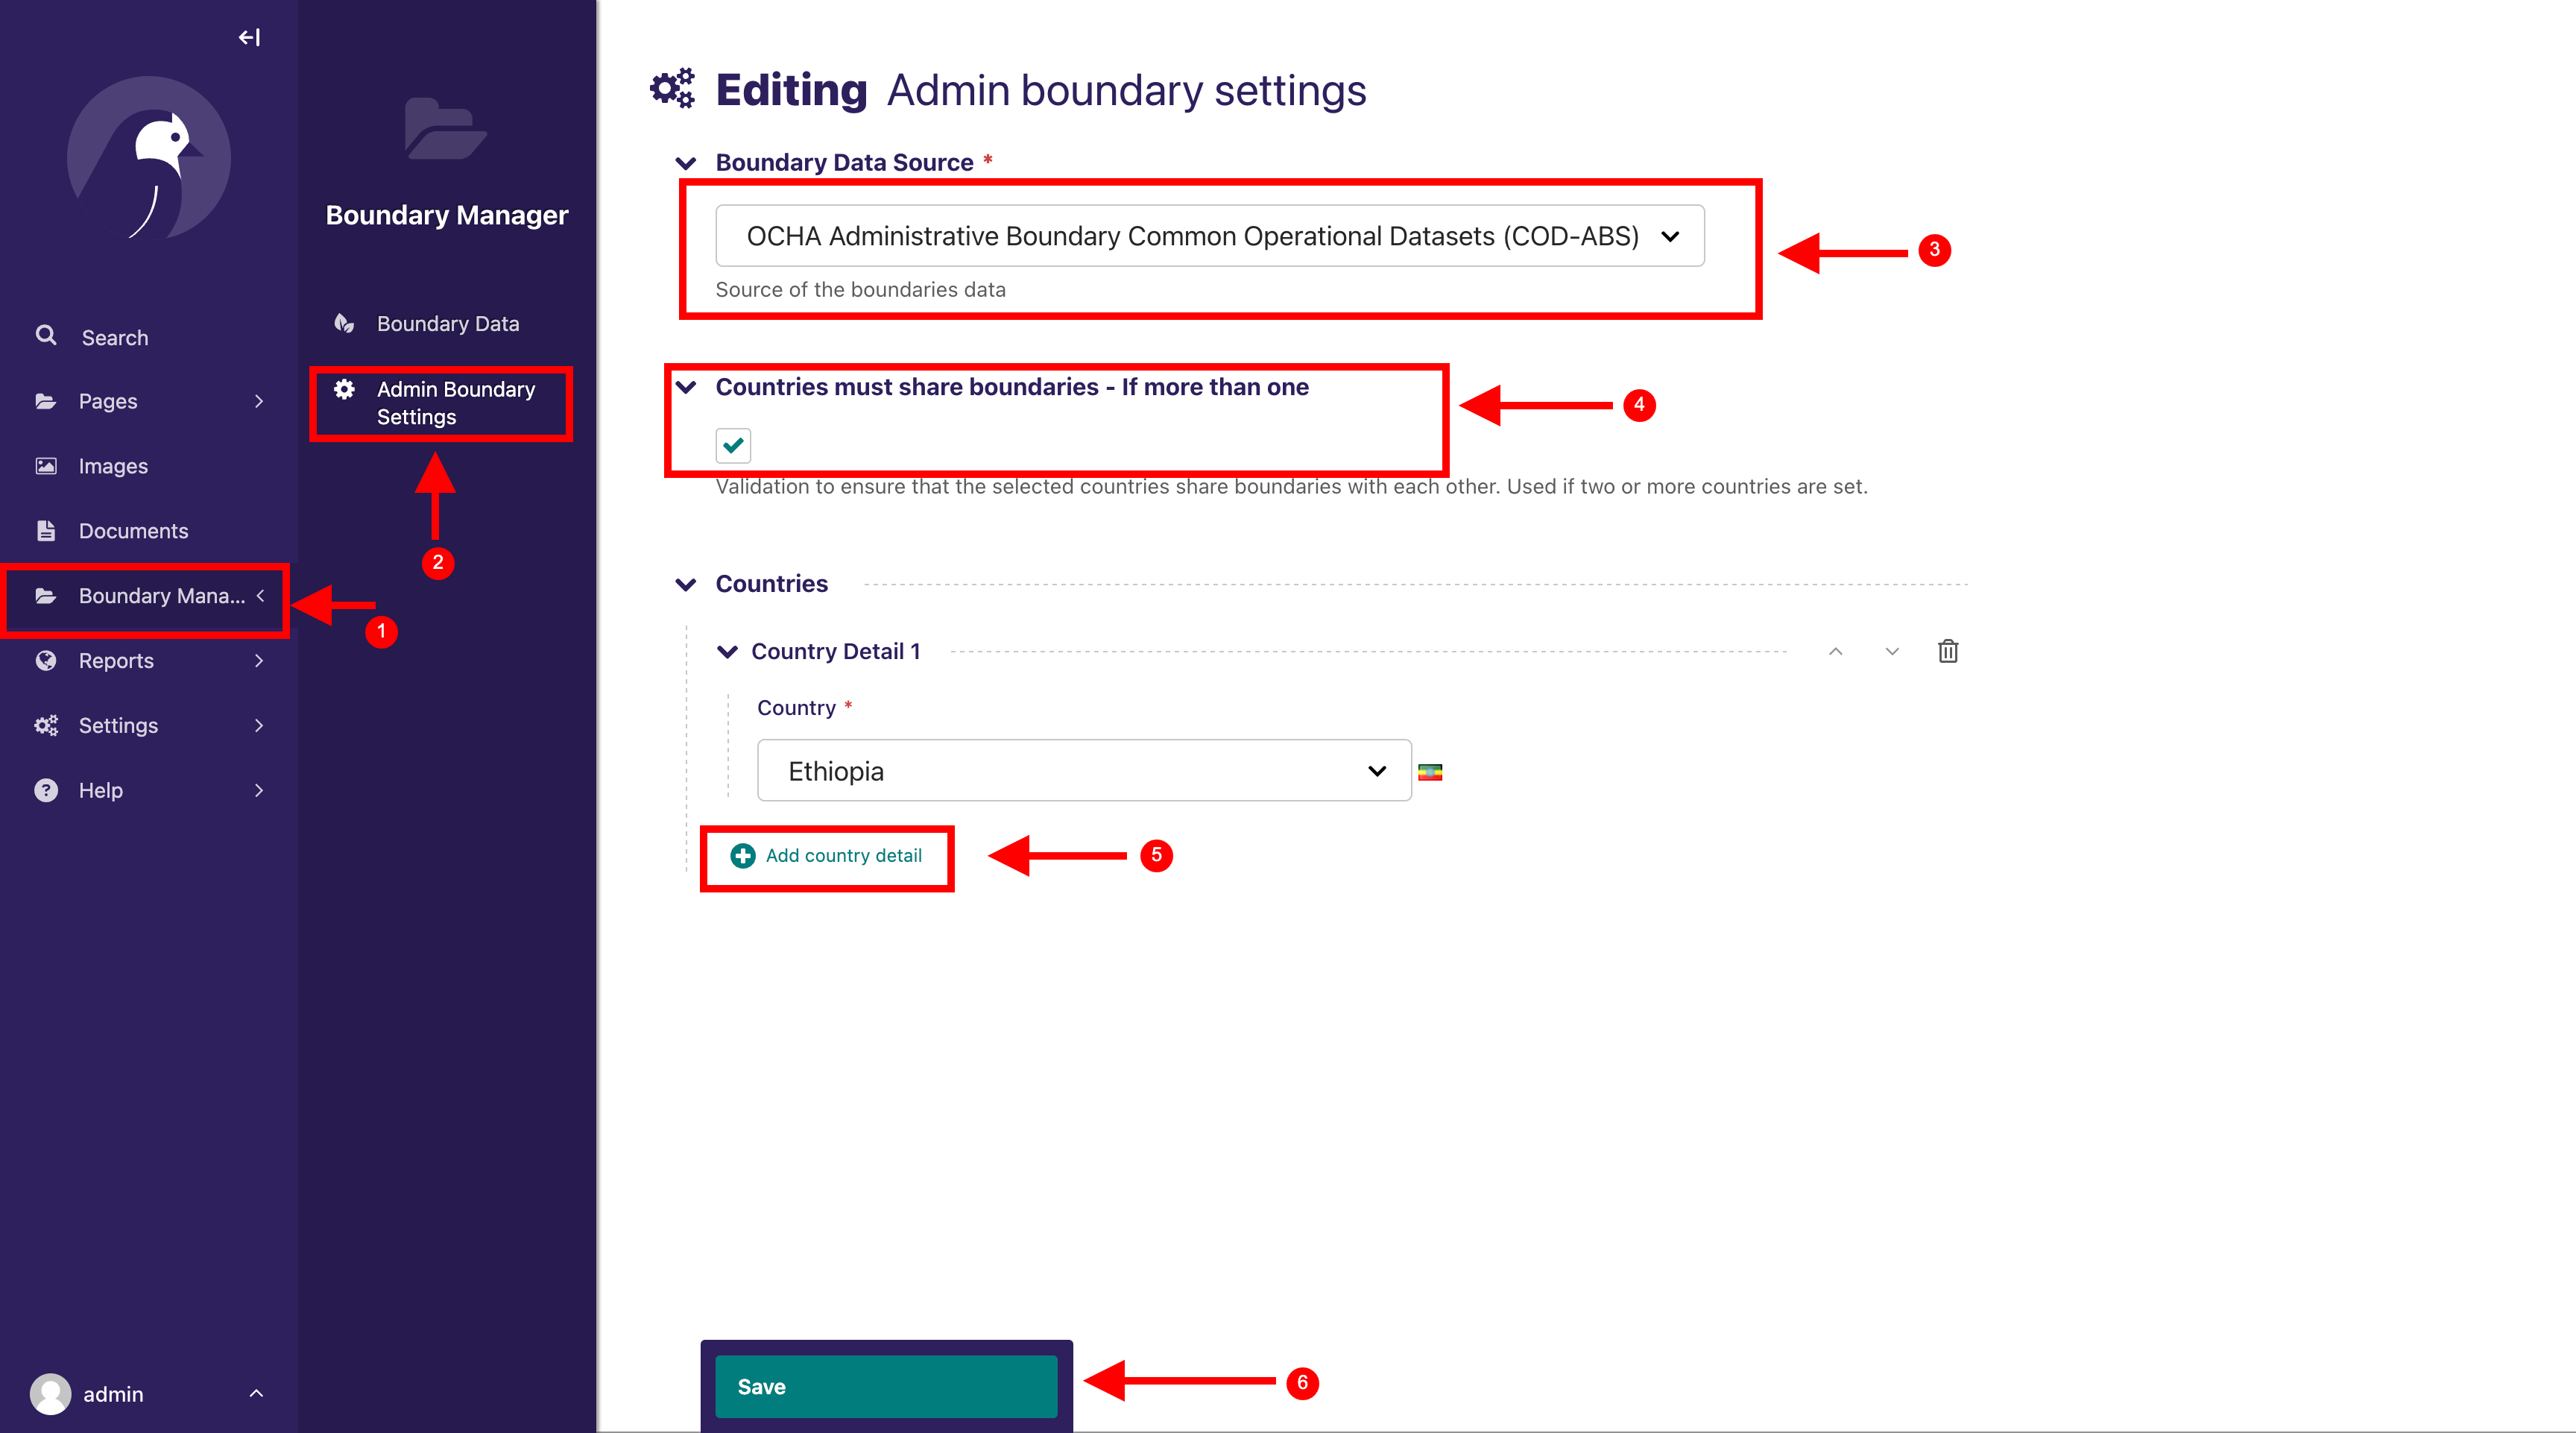 Search
Pages
Images
Documents
Boundary Mana...
1
Reports
Settings
Help
admin
Boundary Manager
Boundary Data
Admin Boundary
Settings
2
Editing Admin boundary settings
Boundary Data Source *
OCHA Administrative Boundary Common Operational Datasets (COD-ABS)
3
Source of the boundaries data
Countries must share boundaries - If more than one
4
Validation to ensure that the selected countries share boundaries with each other. Used if two or more countries are set.
Countries
Country Detail 1
Country *
Ethiopia
Add country detail
5
Save
6